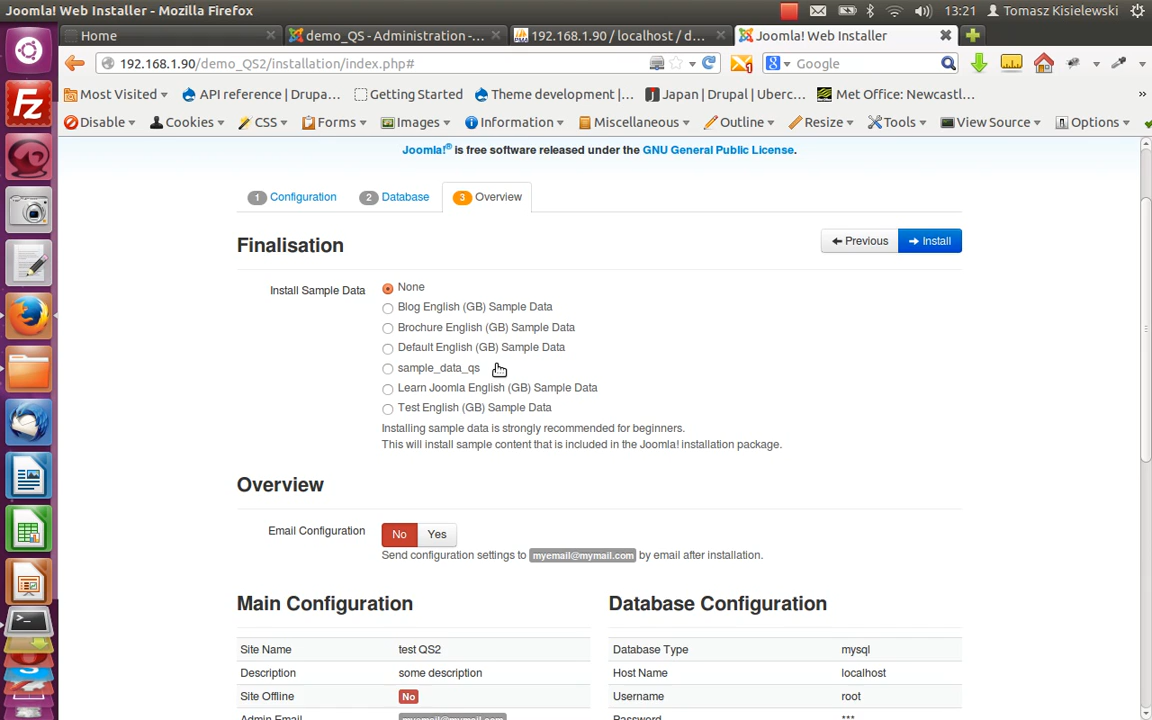 Joomla! Web Installer - Mozilla Firefox
13:21
Tomasz Kisielewski
Home
demo_QS - Administration -...
192.168.1.90 / localhost / d...
Joomla! Web Installer
192.168.1.90/demo_QS2/installation/index.php#
Google
Most Visited
API reference | Drupa...
Getting Started
Theme development |...
Japan | Drupal | Uberc...
Met Office: Newcastl...
»
Disable
Cookies
CSS
Forms
Images
Information
Miscellaneous
Outline
Resize
Tools
View Source
Options
Joomla!® is free software released under the GNU General Public License.
1 Configuration
2 Database
3 Overview
Finalisation
Previous
Install
Install Sample Data
None
Blog English (GB) Sample Data
Brochure English (GB) Sample Data
Default English (GB) Sample Data
sample_data_qs
Learn Joomla English (GB) Sample Data
Test English (GB) Sample Data
Installing sample data is strongly recommended for beginners.
This will install sample content that is included in the Joomla! installation package.
Overview
Email Configuration
No Yes
Send configuration settings to myemail@mymail.com by email after installation.
Main Configuration
Database Configuration
Site Name test QS2
Database Type mysql
Description some description
Host Name localhost
Site Offline No
Username root
Admin Email myemail@mymail.com
Password ***